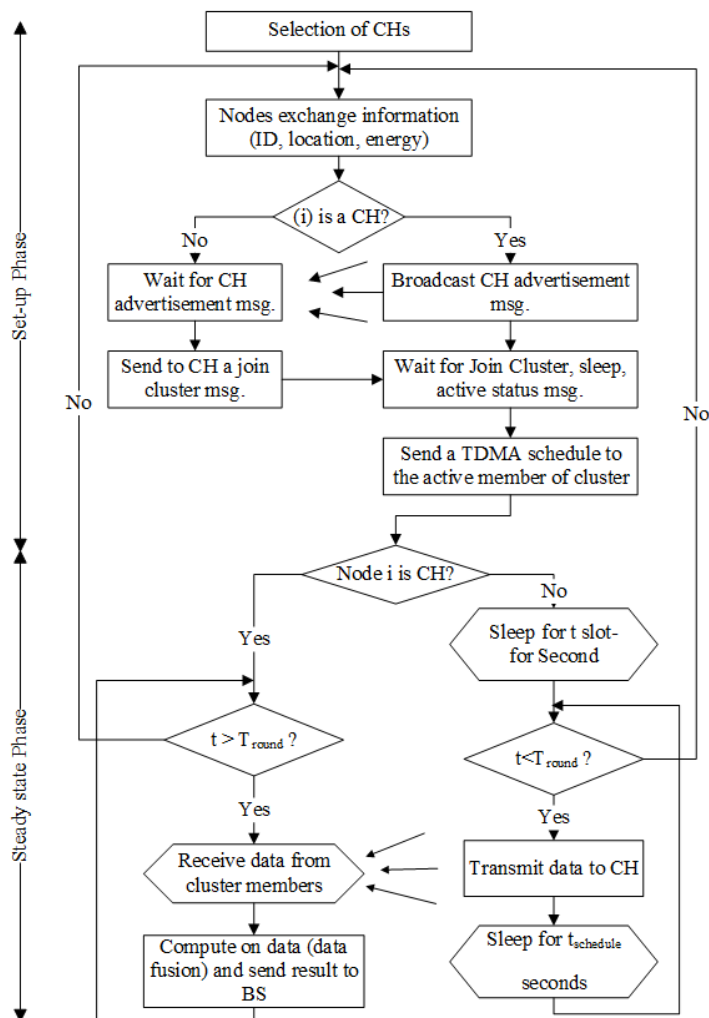 Selection of CHs
Nodes exchange information
(ID, location, energy)
(i) is a CH?
No
Yes
Wait for CH
advertisement msg.
Broadcast CH advertisement
msg.
Send to CH a join
cluster msg.
Wait for Join Cluster, sleep,
active status msg.
No
No
Set-up Phase
Send a TDMA schedule to
the active member of cluster
Node i is CH?
Yes
No
Sleep for t slot-
for Second
t > T round ?
t<T round ?
Yes
Yes
Steady state Phase
Receive data from
cluster members
Transmit data to CH
Compute on data (data
fusion) and send result to
BS
Sleep for tschedule
seconds